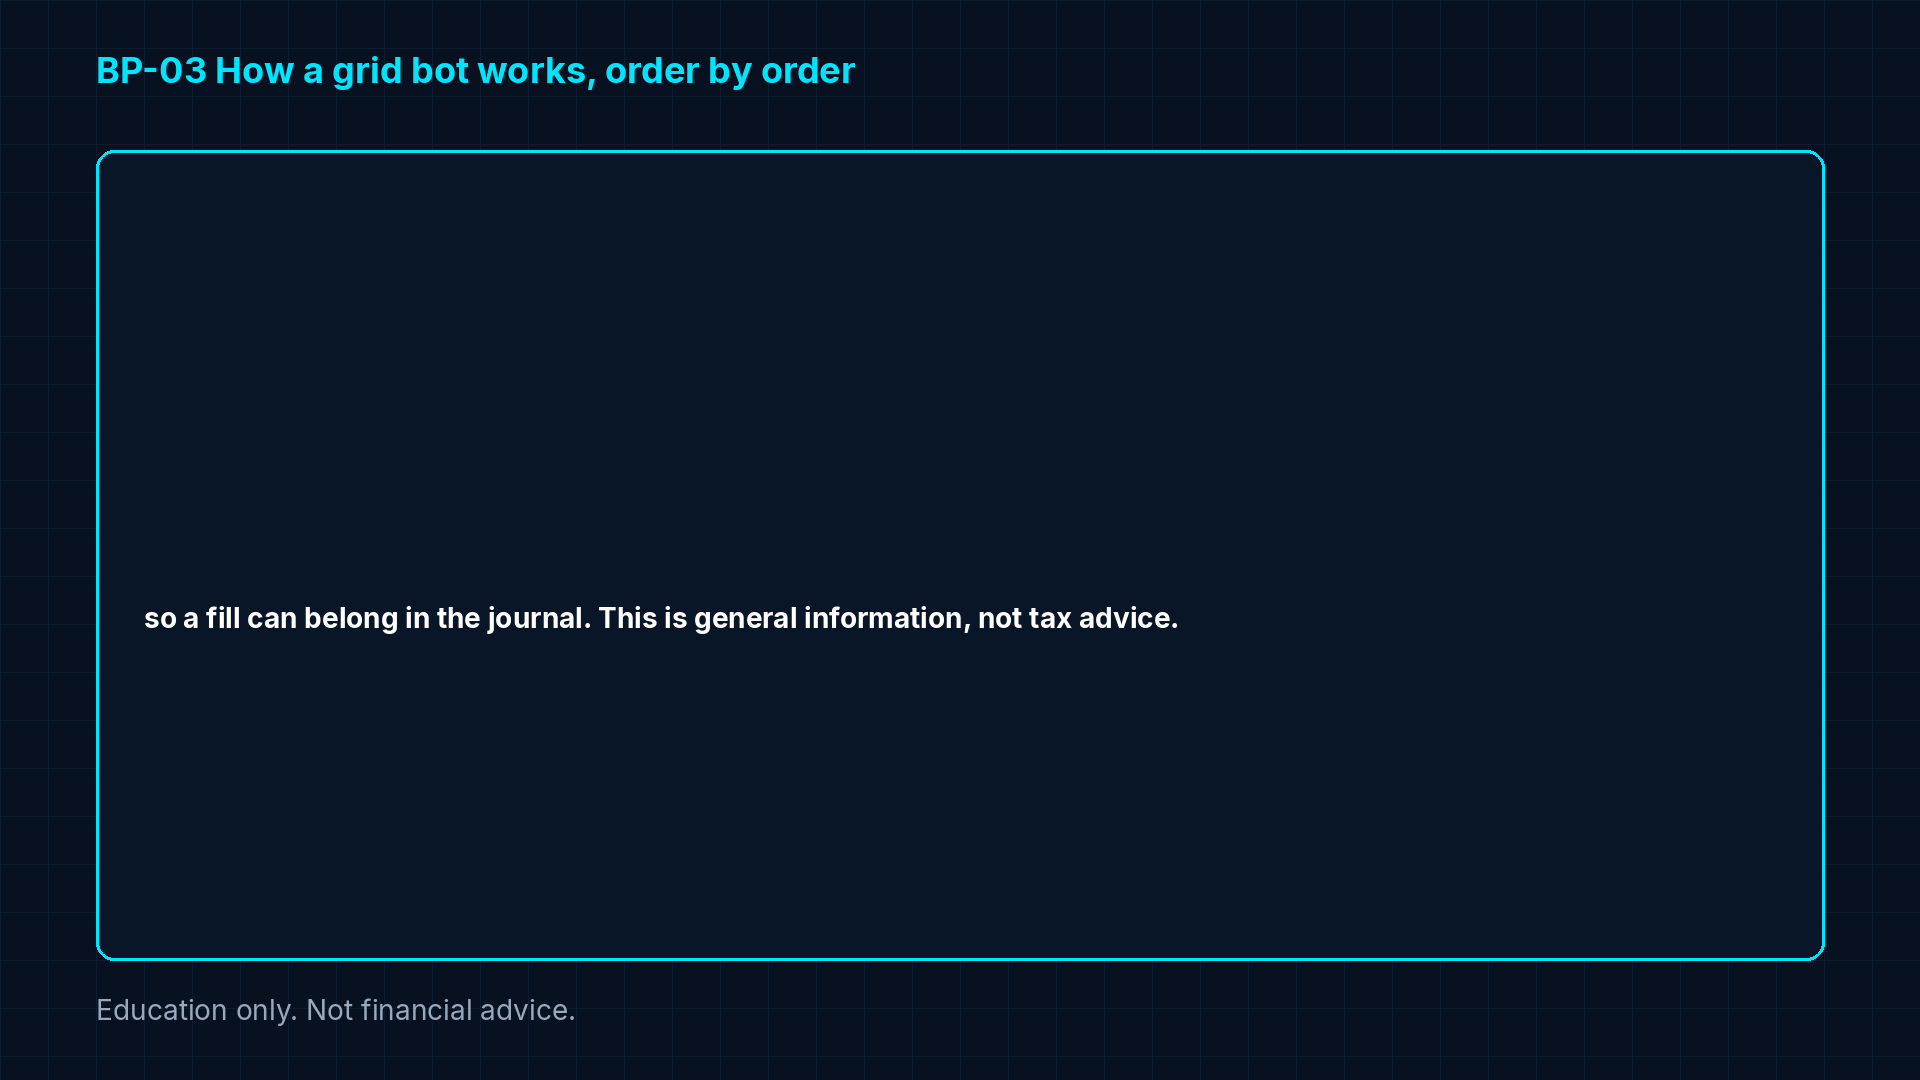 BP-03 How a grid bot works, order by order
so a fill can belong in the journal. This is general information, not tax advice.
Education only. Not financial advice.